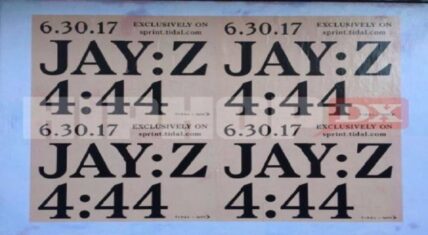 6.30.17 EXCLUSIVELY ON
sprint.tidal.com
JAY:Z
4:44
6.30.17 EXCLUSIVELY ON
sprint.tidal.com
JAY:Z
4:44
6.30.17 EXCLUSIVELY ON
sprint.tidal.com
JAY:Z
4:44
6.30.17 EXCLUSIVELY ON
sprint.tidal.com
JAY:Z
4:44
DX